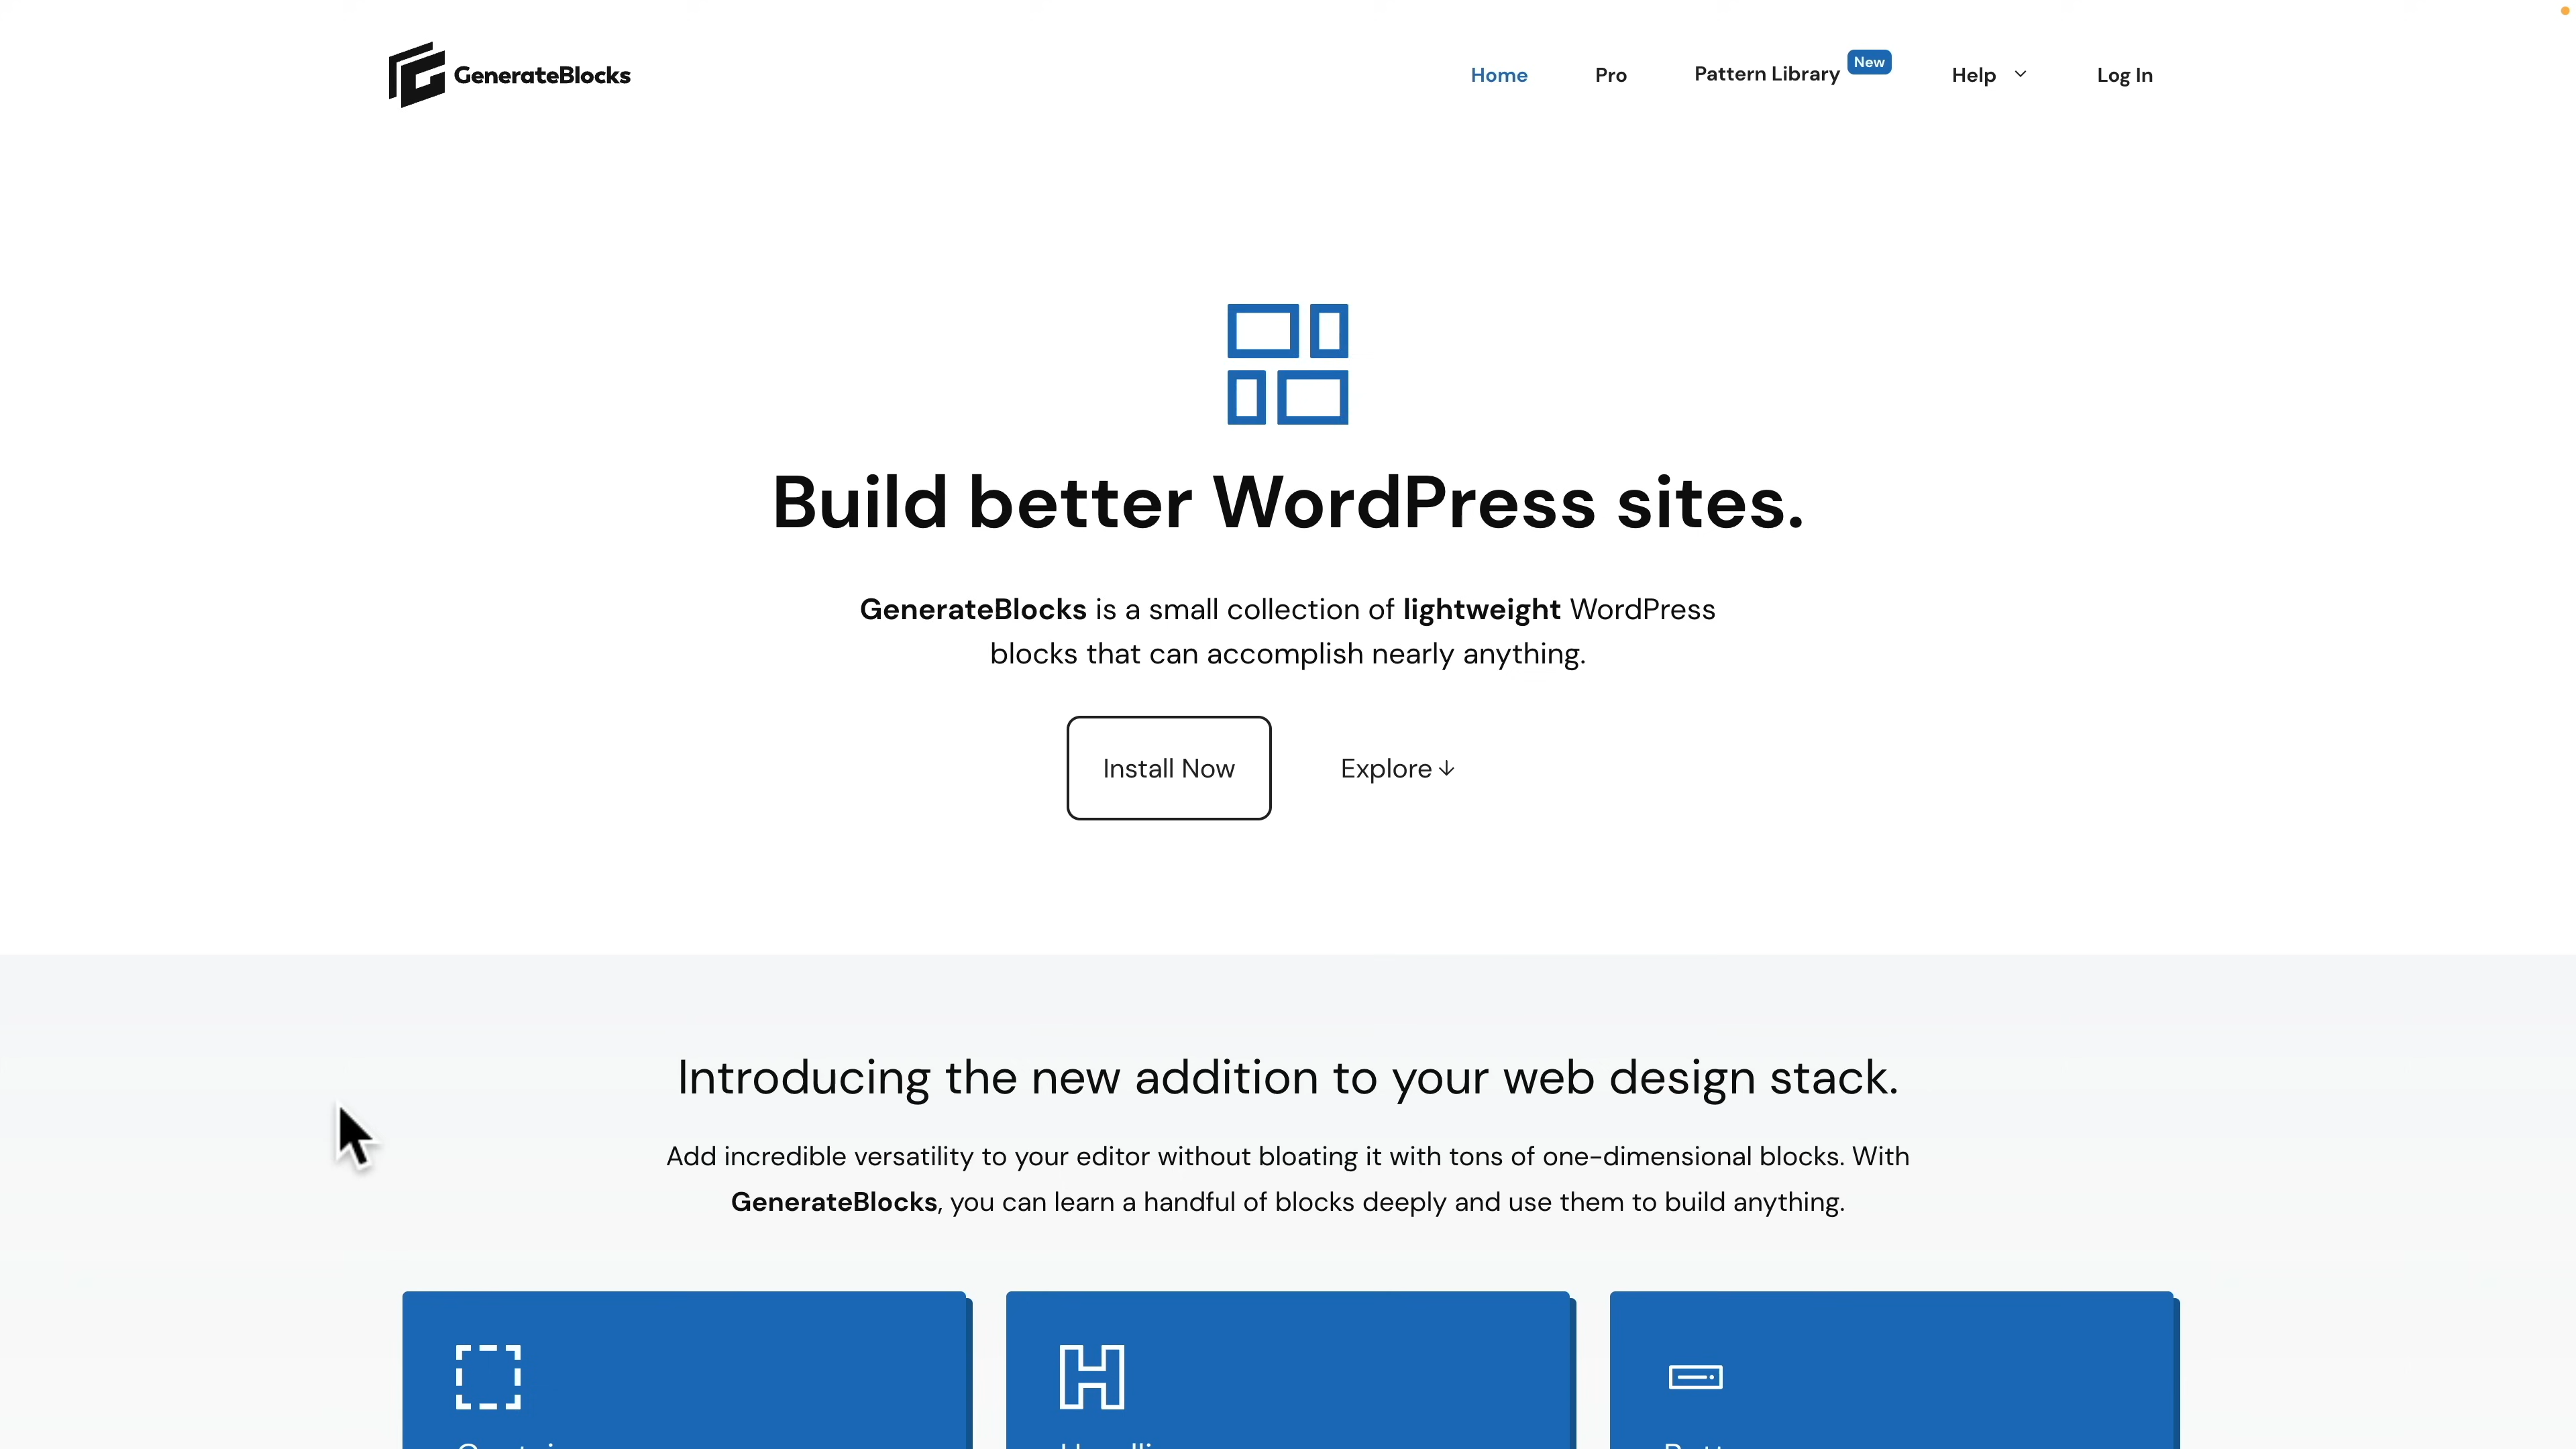 GenerateBlocks
Home
Pro
Pattern Library
New
Help
Log In
Build better WordPress sites.
GenerateBlocks is a small collection of lightweight WordPress
blocks that can accomplish nearly anything.
Install Now
Explore ↓
Introducing the new addition to your web design stack.
Add incredible versatility to your editor without bloating it with tons of one-dimensional blocks. With
GenerateBlocks, you can learn a handful of blocks deeply and use them to build anything.